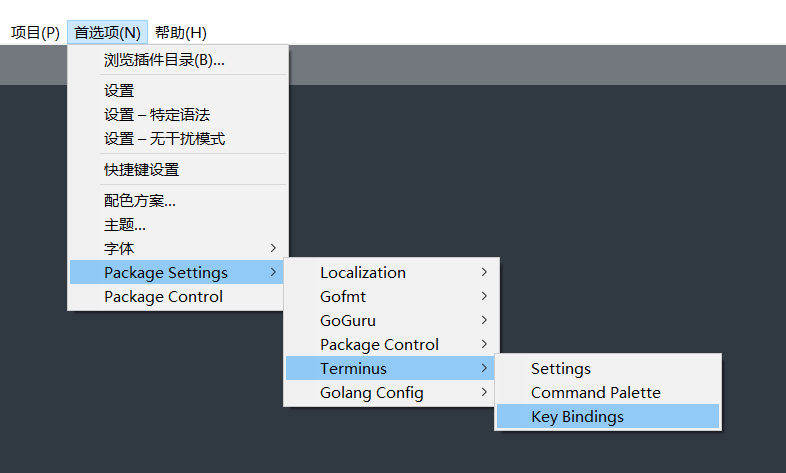 项目(P) 首选项(N) 帮助(H)
浏览插件目录(B)...
设置
设置 – 特定语法
设置 – 无干扰模式
快捷键设置
配色方案...
主题...
字体
Package Settings
Package Control
Localization
Gofmt
GoGuru
Package Control
Terminus
Golang Config
Settings
Command Palette
Key Bindings